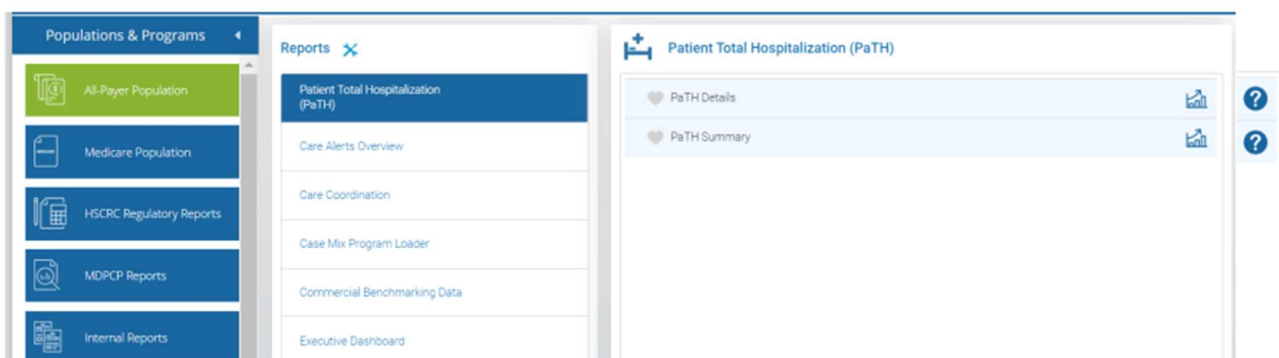 Populations & Programs
All-Payer Population
Medicare Population
HSCRC Regulatory Reports
MDPCP Reports
Internal Reports
Reports
Patient Total Hospitalization
(PaTH)
Care Alerts Overview
Care Coordination
Case Mix Program Loader
Commercial Benchmarking Data
Executive Dashboard
Patient Total Hospitalization (PaTH)
PaTH Details
?
PaTH Summary
?